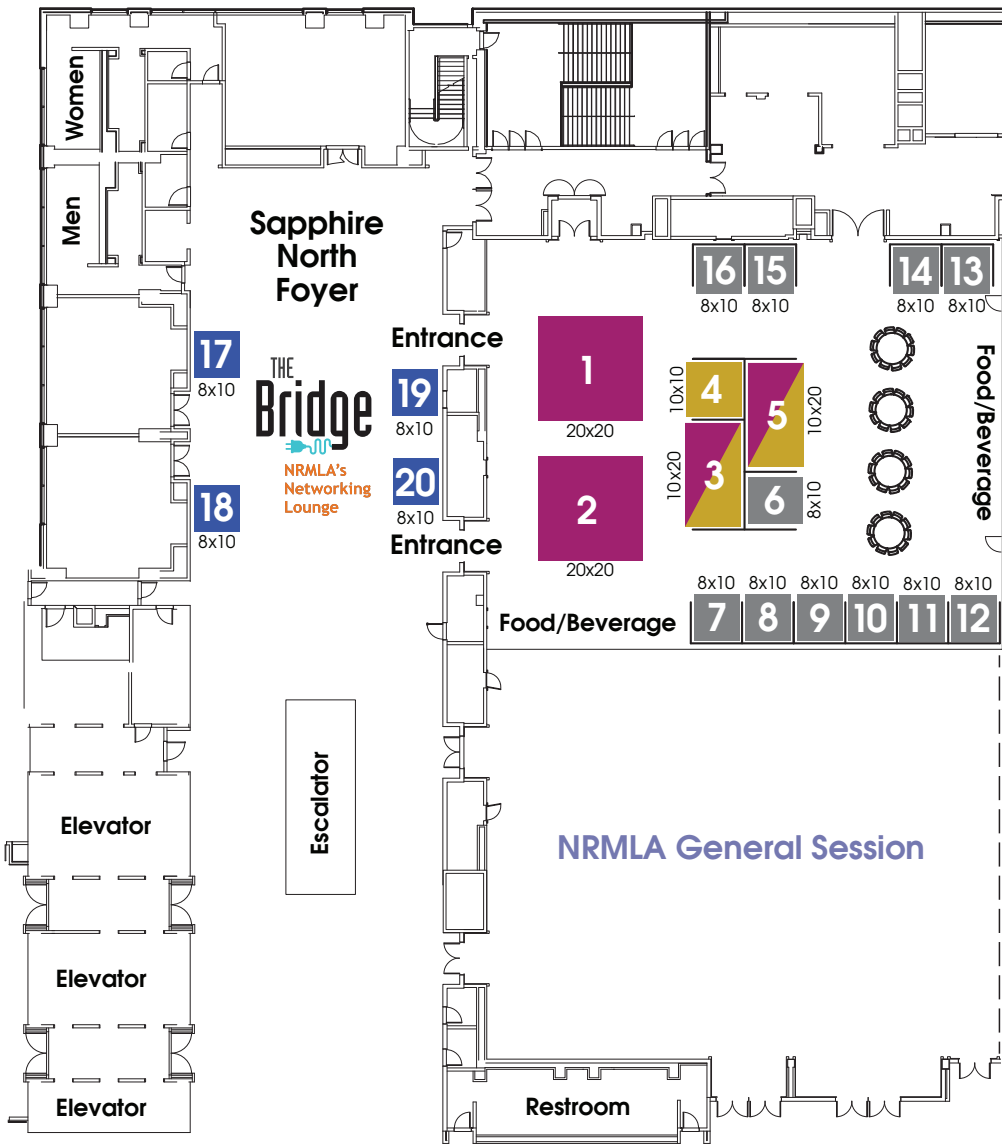 Women
Men
Sapphire
North
Foyer
16
8x10
15
8x10
14
8x10
13
8x10
Entrance
17
8x10
THE
Bridge
NRMLA's
Networking
Lounge
19
8x10
20
8x10
18
8x10
Entrance
1
20x20
2
20x20
4
10x10
5
10x20
3
10x20
6
8x10
Food/Beverage
Food/Beverage
8x10
7
8x10
8
8x10
9
8x10
10
8x10
11
8x10
12
Escalator
Elevator
NRMLA General Session
Elevator
Elevator
Restroom